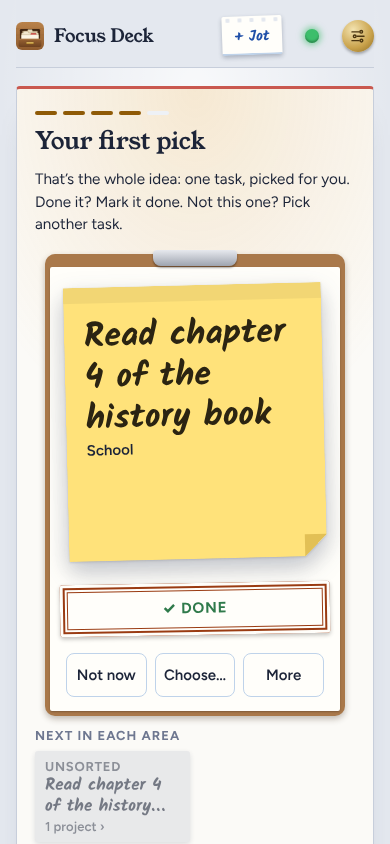 Focus Deck
+ Jot
Your first pick
That's the whole idea: one task, picked for you.
Done it? Mark it done. Not this one? Pick
another task.
Read chapter
4 of the
history book
School
✓ DONE
Not now
Choose...
More
NEXT IN EACH AREA
UNSORTED
Read chapter 4
of the history...
1 project ›